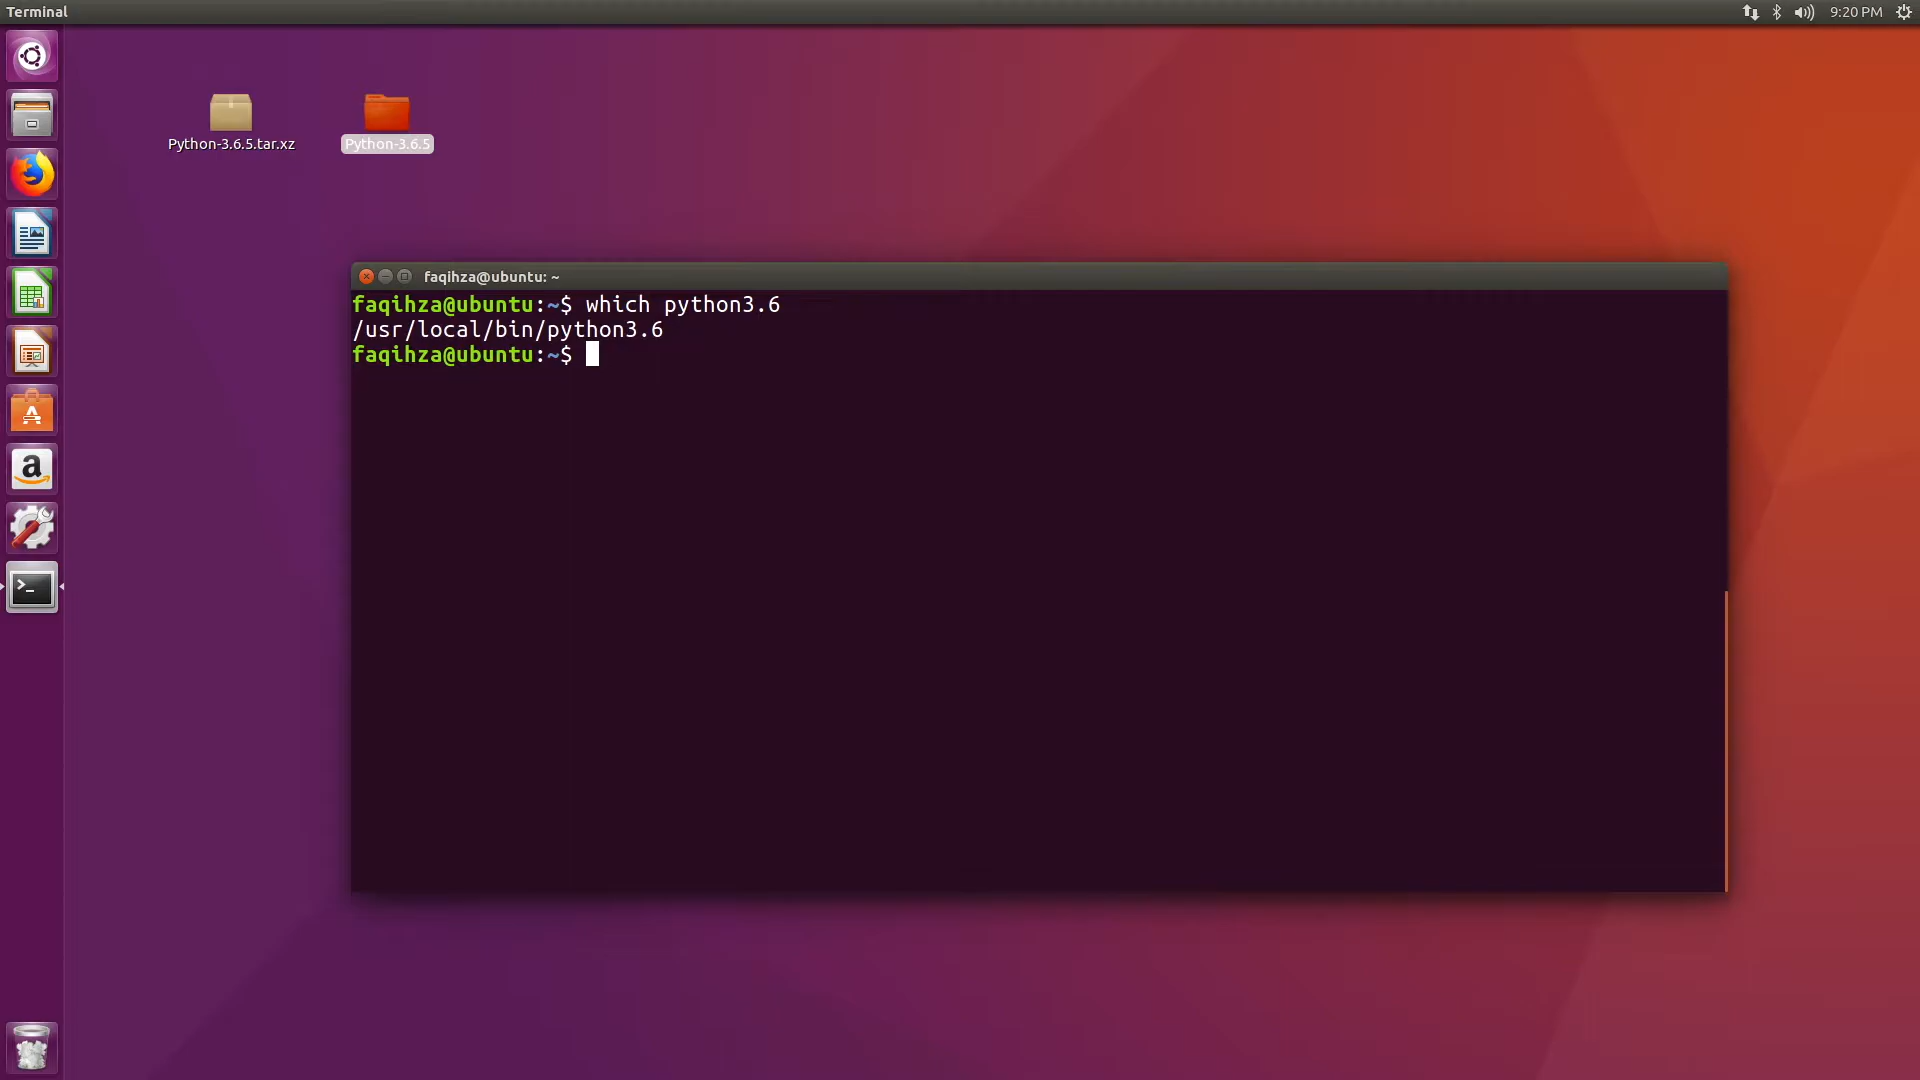 Terminal
9:20 PM
Python-3.6.5.tar.xz
Python-3.6.5
faqihza@ubuntu: ~
faqihza@ubuntu:~$ which python3.6
/usr/local/bin/python3.6
faqihza@ubuntu:~$